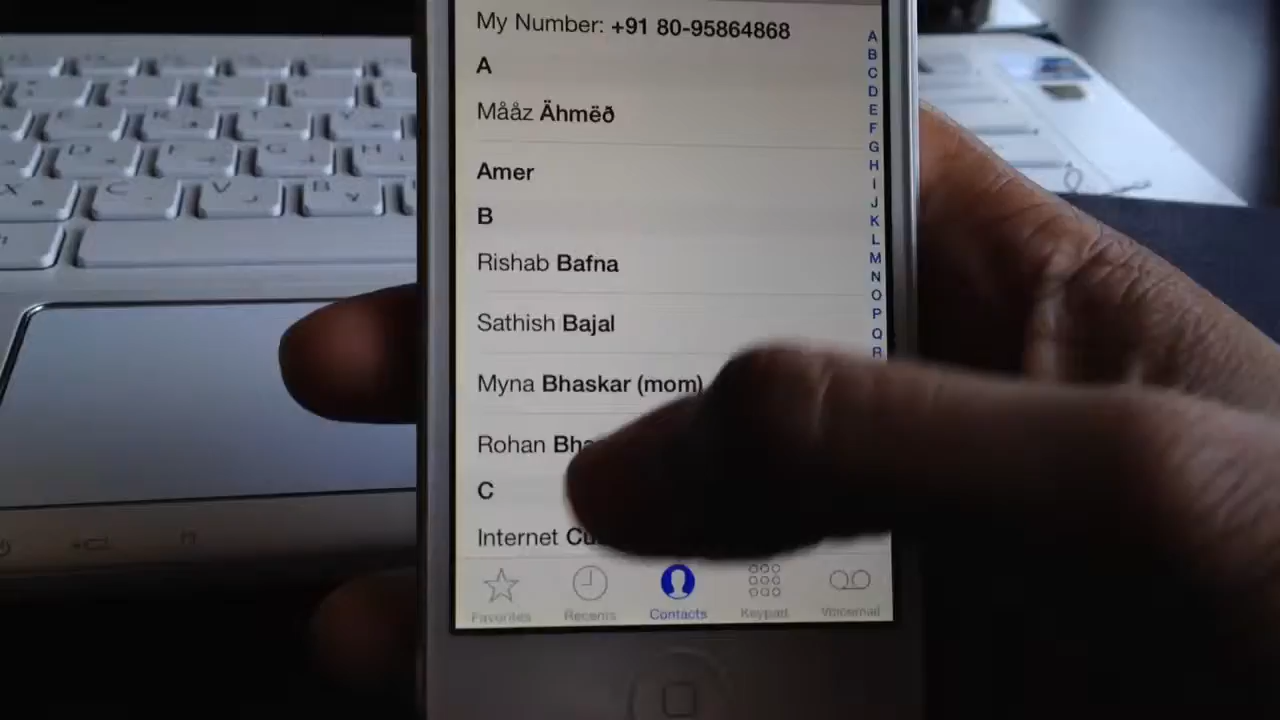 My Number: +91 80-95864868
A
Mååz Ähmëð
Amer
B
Rishab Bafna
Sathish Bajal
Myna Bhaskar (mom)
Rohan
C
Internet
Favorites
Recents
Contacts
Keypad
Voicemail
A
B
C
D
E
F
G
H
I
J
K
L
M
N
O
P
Q
R
D
F
G
H
X
C
V
B